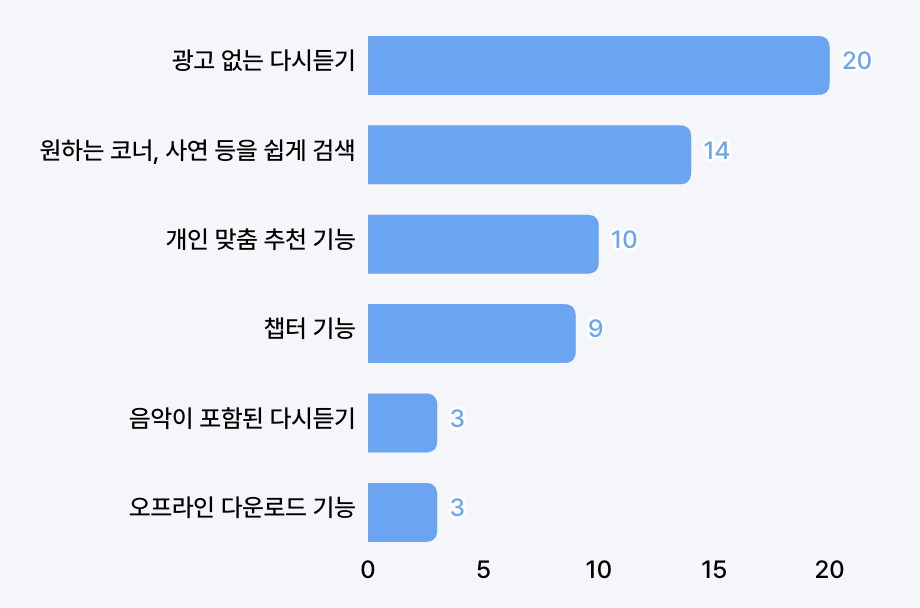 광고 없는 다시듣기 20
원하는 코너, 사연 등을 쉽게 검색 14
개인 맞춤 추천 기능 10
챕터 기능 9
음악이 포함된 다시듣기 3
오프라인 다운로드 기능 3
0 5 10 15 20